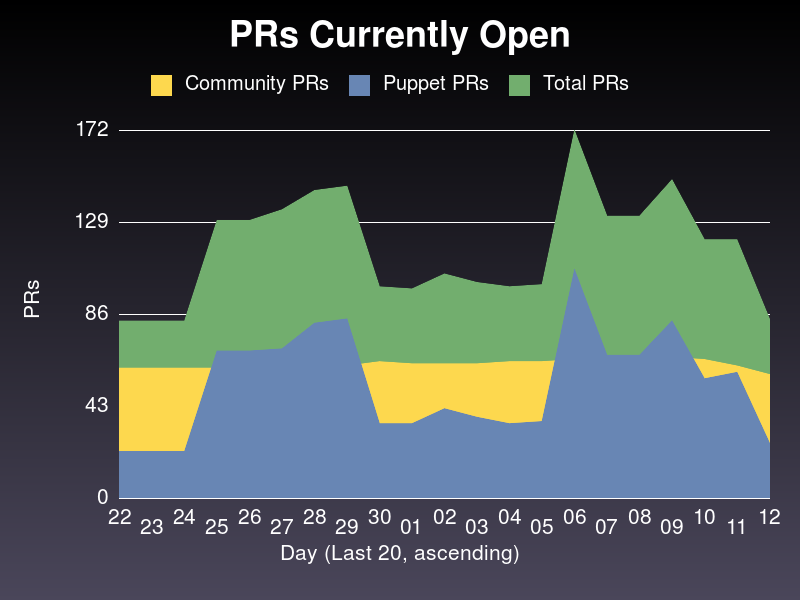 PRs Currently Open
Community PRs Puppet PRs Total PRs
172
129
86
43
0
PRs
22 23 24 25 26 27 28 29 30 01 02 03 04 05 06 07 08 09 10 11 12
Day (Last 20, ascending)